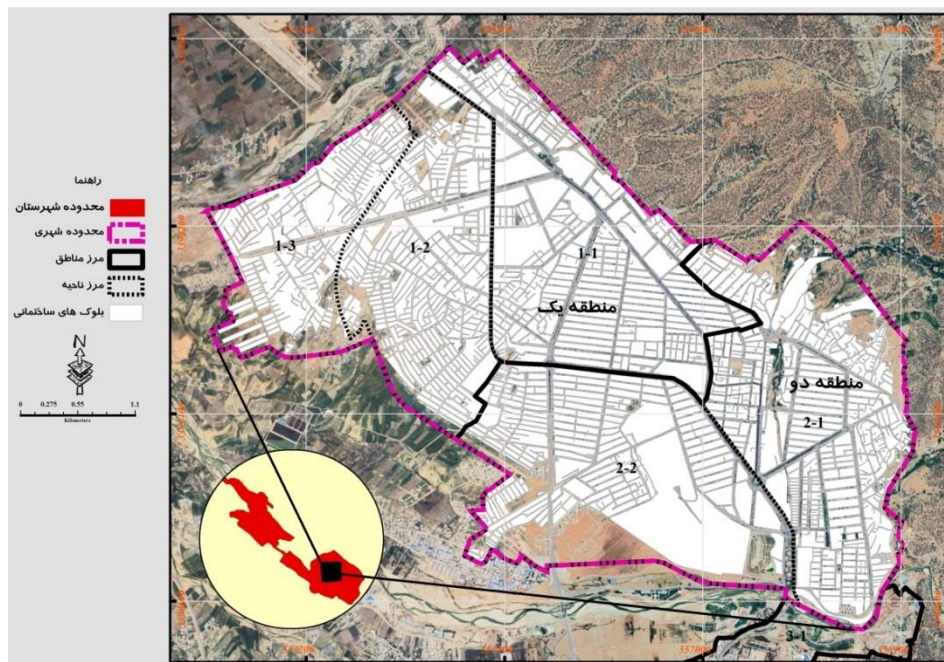 راهنما
محدوده شهرستان
محدوده شهری
مرز مناطق
مرز ناحیه
بلوک های ساختمانی
N
0 0.275 0.55 1.1
Kilometers
1-3
1-2
1-1
منطقه یک
منطقه دو
2-1
2-2
3-1